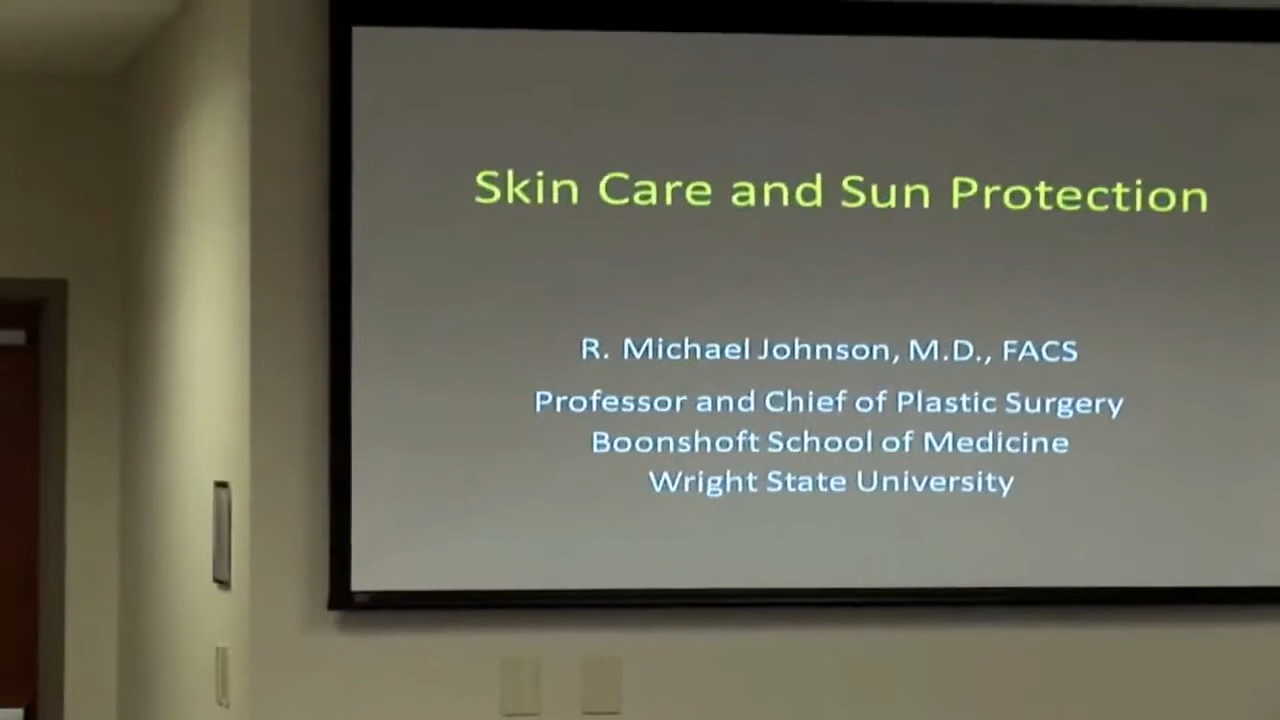 Skin Care and Sun Protection
R. Michael Johnson, M.D., FACS
Professor and Chief of Plastic Surgery
Boonshoft School of Medicine
Wright State University